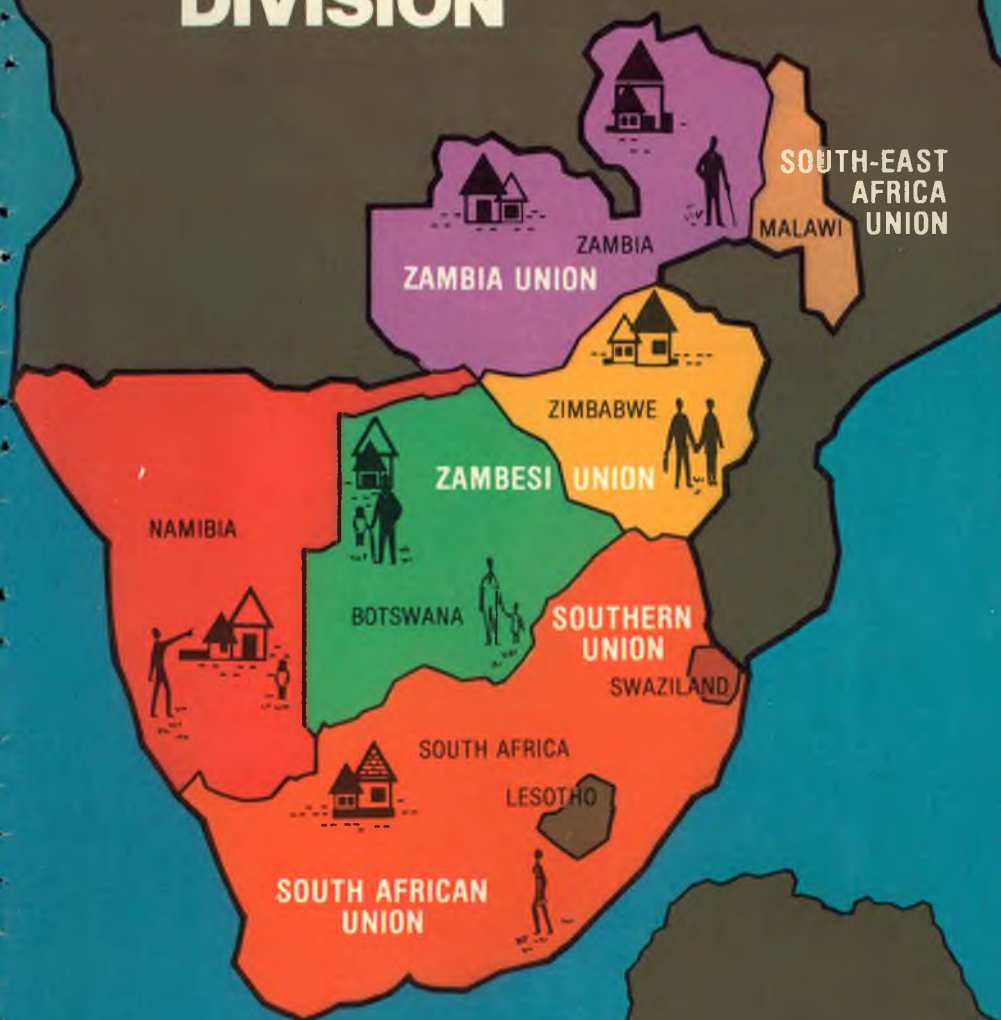 DIVISION
SOUTH-EAST
AFRICA
UNION
MALAWI
ZAMBIA
ZAMBIA UNION
ZIMBABWE
ZAMBESI UNION
NAMIBIA
BOTSWANA
SOUTHERN
UNION
SWAZILAND
SOUTH AFRICA
LESOTHO
SOUTH AFRICAN
UNION